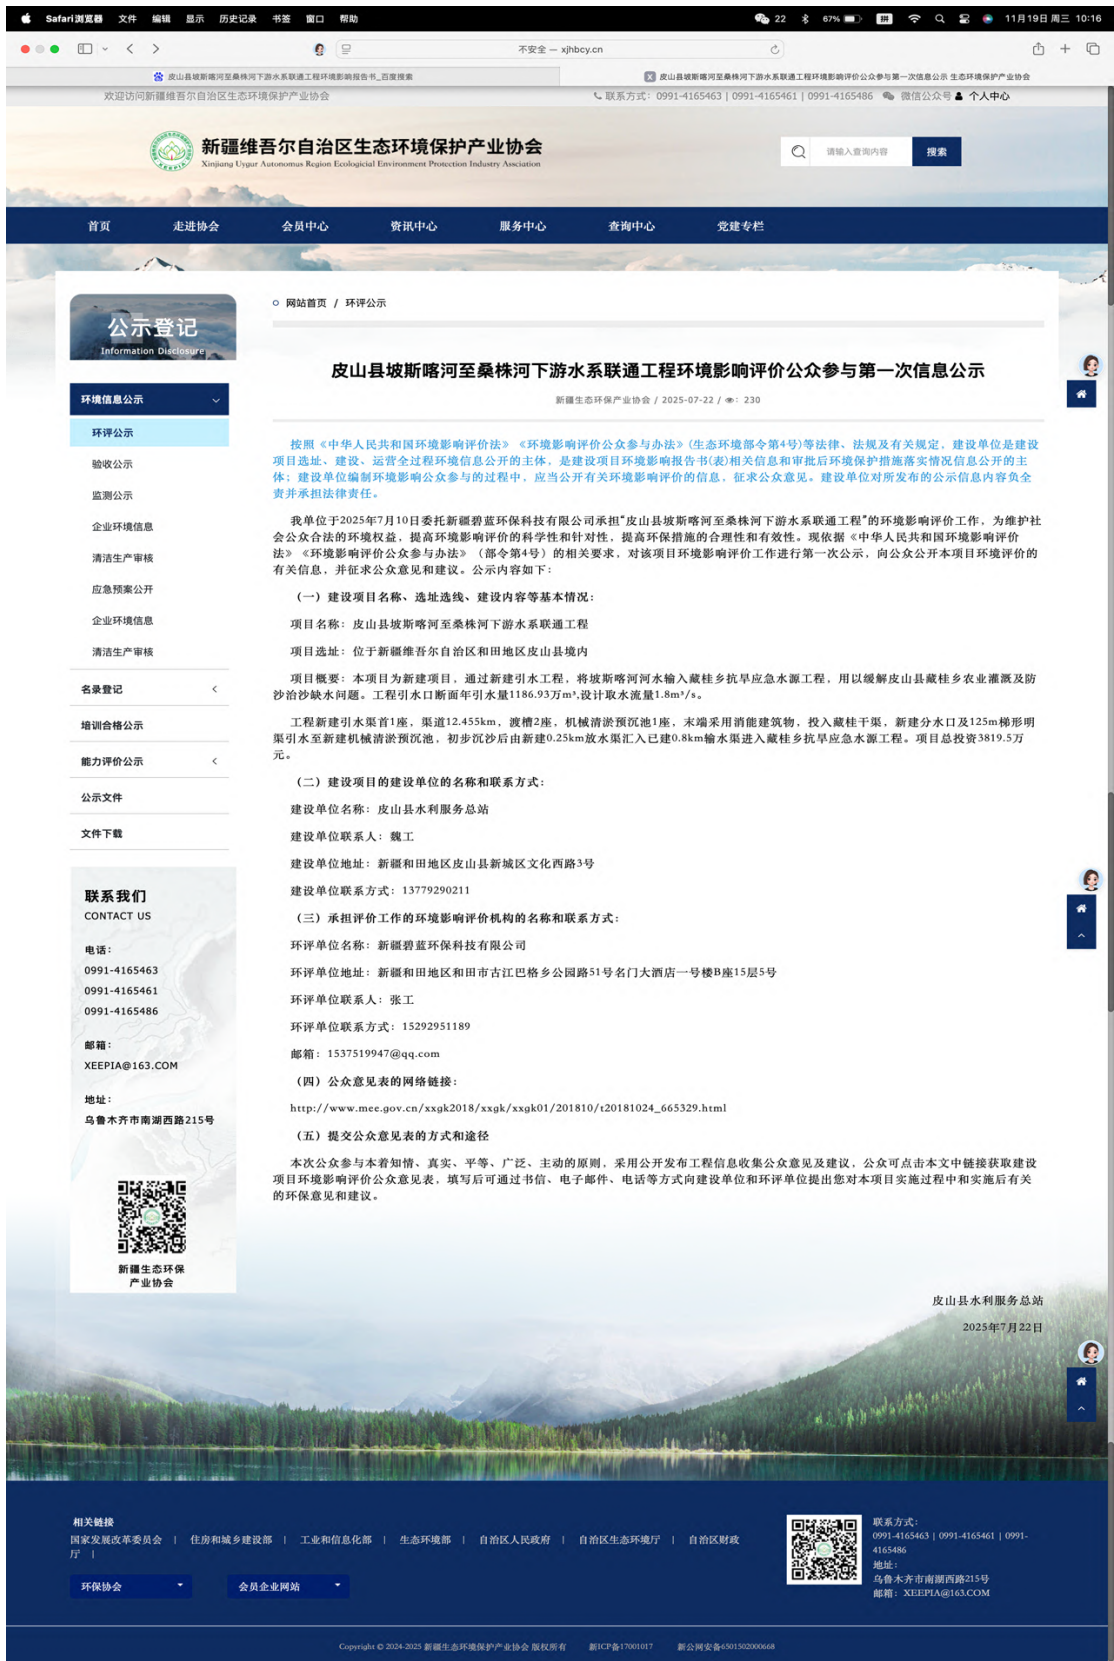 Safari浏览器 文件 编辑 显示 历史记录 书签 窗口 帮助 22 67% 拼 11月19日 周三 10:16
不安全 — xjhbcy.cn
皮山县坡斯喀河至桑株河下游水系联通工程环境影响报告书_百度搜索
皮山县坡斯喀河至桑株河下游水系联通工程环境影响评价公众参与第一次信息公示 生态环境保护产业协会
欢迎访问新疆维吾尔自治区生态环境保护产业协会
联系方式：0991-4165463 | 0991-4165461 | 0991-4165486 微信公众号 个人中心
新疆维吾尔自治区生态环境保护产业协会
Xinjiang Uygur Autonomus Region Ecologicial Environment Protection Industry Assciation
XEEPIA
请输入查询内容 搜索
首页 走进协会 会员中心 资讯中心 服务中心 查询中心 党建专栏
公示登记
Information Disclosure
环境信息公示
环评公示
验收公示
监测公示
企业环境信息
清洁生产审核
应急预案公开
企业环境信息
清洁生产审核
名录登记
培训合格公示
能力评价公示
公示文件
文件下载
联系我们
CONTACT US
电话：
0991-4165463
0991-4165461
0991-4165486
邮箱：
XEEPIA@163.COM
地址：
乌鲁木齐市南湖西路215号
新疆生态环保
产业协会
网站首页 / 环评公示
皮山县坡斯喀河至桑株河下游水系联通工程环境影响评价公众参与第一次信息公示
新疆生态环保产业协会 / 2025-07-22 / ：230
按照《中华人民共和国环境影响评价法》《环境影响评价公众参与办法》(生态环境部令第4号)等法律、法规及有关规定，建设单位是建设
项目选址、建设、运营全过程环境信息公开的主体，是建设项目环境影响报告书(表)相关信息和审批后环境保护措施落实情况信息公开的主
体；建设单位编制环境影响公众参与的过程中，应当公开有关环境影响评价的信息，征求公众意见。建设单位对所发布的公示信息内容负全
责并承担法律责任。
我单位于2025年7月10日委托新疆碧蓝环保科技有限公司承担“皮山县坡斯喀河至桑株河下游水系联通工程”的环境影响评价工作，为维护社
会公众合法的环境权益，提高环境影响评价的科学性和针对性，提高环保措施的合理性和有效性。现依据《中华人民共和国环境影响评价
法》《环境影响评价公众参与办法》（部令第4号）的相关要求，对该项目环境影响评价工作进行第一次公示，向公众公开本项目环境评价的
有关信息，并征求公众意见和建议。公示内容如下：
（一）建设项目名称、选址选线、建设内容等基本情况：
项目名称：皮山县坡斯喀河至桑株河下游水系联通工程
项目选址：位于新疆维吾尔自治区和田地区皮山县境内
项目概要：本项目为新建项目，通过新建引水工程，将坡斯喀河河水输入藏桂乡抗旱应急水源工程，用以缓解皮山县藏桂乡农业灌溉及防
沙治沙缺水问题。工程引水口断面年引水量1186.93万m³,设计取水流量1.8m³/s。
工程新建引水渠首1座，渠道12.455km，渡槽2座，机械清淤预沉池1座，末端采用消能建筑物，投入藏桂干渠，新建分水口及125m梯形明
渠引水至新建机械清淤预沉池，初步沉沙后由新建0.25km放水渠汇入已建0.8km输水渠进入藏桂乡抗旱应急水源工程。项目总投资3819.5万
元。
（二）建设项目的建设单位的名称和联系方式：
建设单位名称：皮山县水利服务总站
建设单位联系人：魏工
建设单位地址：新疆和田地区皮山县新城区文化西路3号
建设单位联系方式：13779290211
（三）承担评价工作的环境影响评价机构的名称和联系方式：
环评单位名称：新疆碧蓝环保科技有限公司
环评单位地址：新疆和田地区和田市古江巴格乡公园路51号名门大酒店一号楼B座15层5号
环评单位联系人：张工
环评单位联系方式：15292951189
邮箱：1537519947@qq.com
（四）公众意见表的网络链接：
http://www.mee.gov.cn/xxgk2018/xxgk/xxgk01/201810/t20181024_665329.html
（五）提交公众意见表的方式和途径
本次公众参与本着知情、真实、平等、广泛、主动的原则，采用公开发布工程信息收集公众意见及建议，公众可点击本文中链接获取建设
项目环境影响评价公众意见表，填写后可通过书信、电子邮件、电话等方式向建设单位和环评单位提出您对本项目实施过程中和实施后有关
的环保意见和建议。
皮山县水利服务总站
2025年7月22日
相关链接
国家发展改革委员会 | 住房和城乡建设部 | 工业和信息化部 | 生态环境部 | 自治区人民政府 | 自治区生态环境厅 | 自治区财政
厅 |
环保协会 会员企业网站
联系方式：
0991-4165463 | 0991-4165461 | 0991-
4165486
地址：
乌鲁木齐市南湖西路215号
邮箱：XEEPIA@163.COM
Copyright © 2024-2025 新疆生态环境保护产业协会 版权所有 新ICP备17001017 新公网安备6501502000668